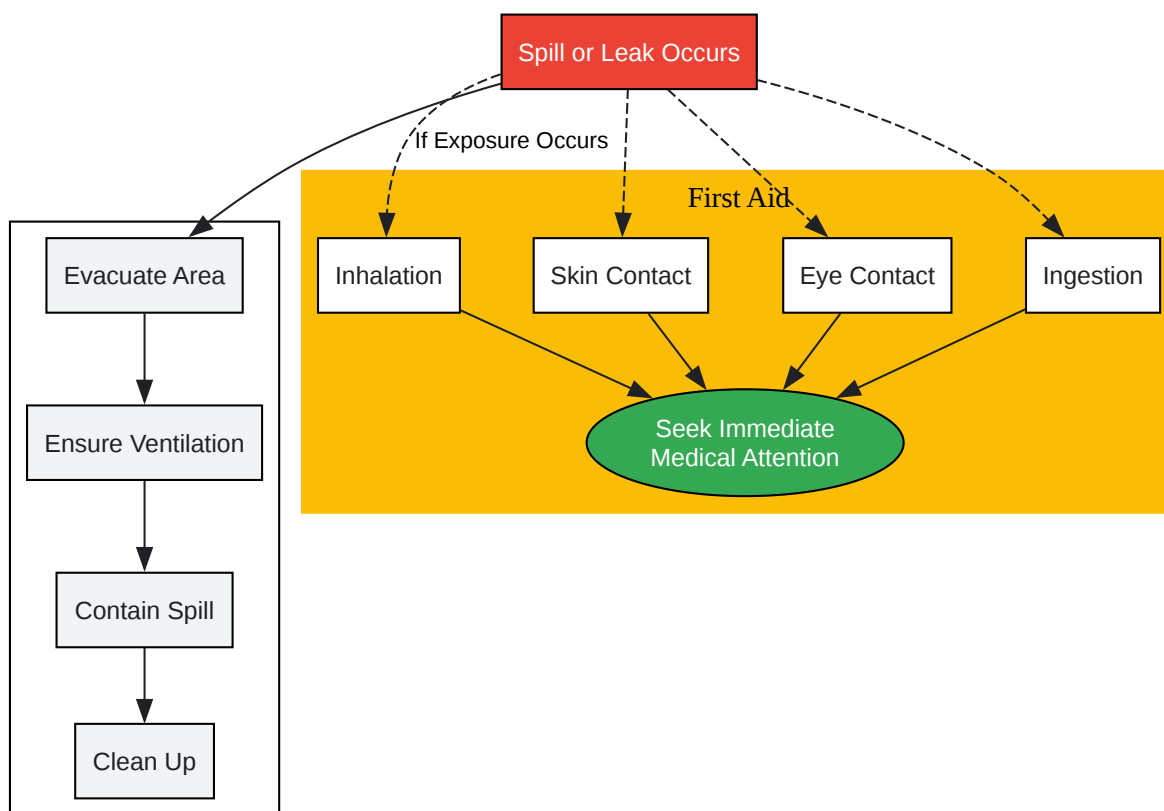 Spill or Leak Occurs
If Exposure Occurs
First Aid
Evacuate Area
Inhalation
Skin Contact
Eye Contact
Ingestion
Ensure Ventilation
Seek Immediate
Medical Attention
Contain Spill
Clean Up